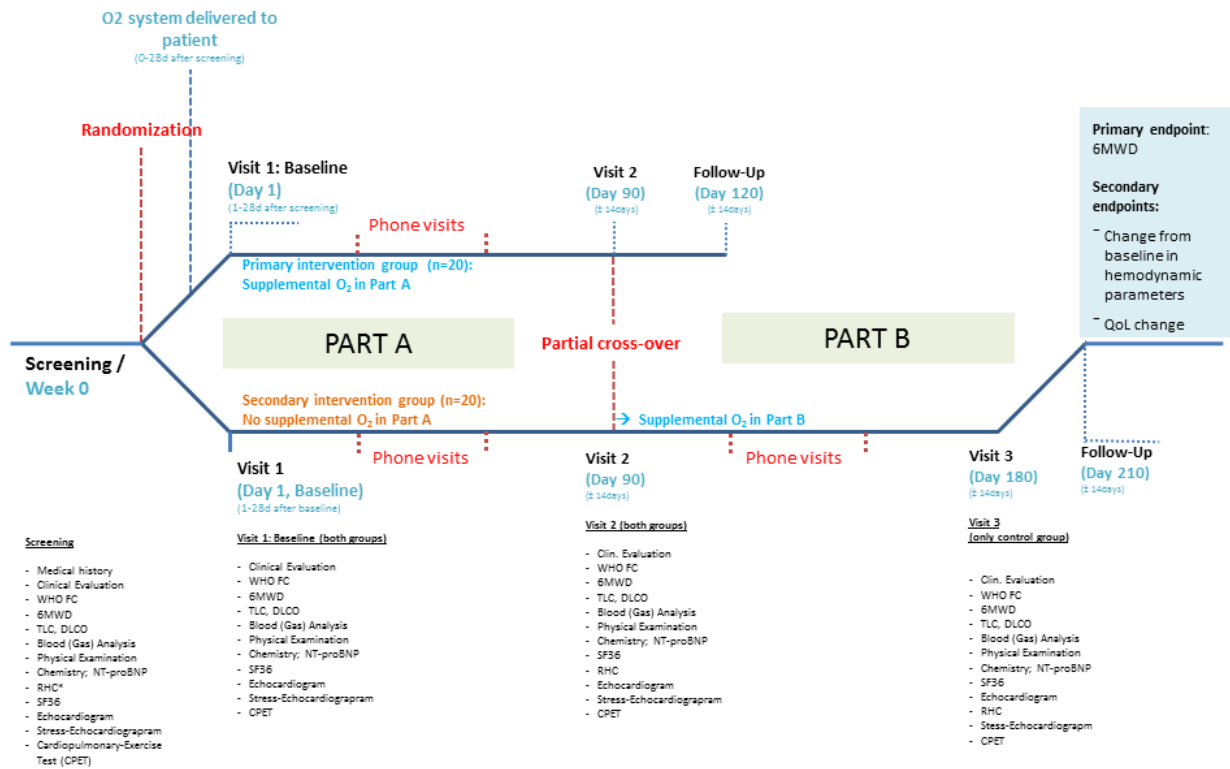 O2 system delivered to
patient
(0-28d after screening)
Randomization
Visit 1: Baseline
(Day 1)
(1-28d after screening)
Phone visits
Visit 2
(Day 90)
(± 14days)
Follow-Up
(Day 120)
(± 14days)
Primary endpoint:
6MWD
Secondary
endpoints:
- Change from
baseline in
hemodynamic
parameters
- QoL change
Primary intervention group (n=20):
Supplemental O₂ in Part A
PART A
Partial cross-over
PART B
Screening /
Week 0
Secondary intervention group (n=20):
No supplemental O₂ in Part A
→ Supplemental O₂ in Part B
Phone visits
Phone visits
Visit 1
(Day 1, Baseline)
(1-28d after baseline)
Visit 2
(Day 90)
(± 14days)
Visit 3
(Day 180)
(± 14days)
Follow-Up
(Day 210)
(± 14days)
Screening
- Medical history
- Clinical Evaluation
- WHO FC
- 6MWD
- TLC, DLCO
- Blood (Gas) Analysis
- Physical Examination
- Chemistry; NT-proBNP
- RHC*
- SF36
- Echocardiogram
- Stress-Echocardiograpram
- Cardiopulmonary-Exercise
Test (CPET)
Visit 1: Baseline (both groups)
- Clinical Evaluation
- WHO FC
- 6MWD
- TLC, DLCO
- Blood (Gas) Analysis
- Physical Examination
- Chemistry; NT-proBNP
- SF36
- Echocardiogram
- Stress-Echocardiograpram
- CPET
Visit 2 (both groups)
- Clin. Evaluation
- WHO FC
- 6MWD
- TLC, DLCO
- Blood (Gas) Analysis
- Physical Examination
- Chemistry; NT-proBNP
- SF36
- RHC
- Echocardiogram
- Stress-Echocardiograpram
- CPET
Visit 3
(only control group)
- Clin. Evaluation
- WHO FC
- 6MWD
- TLC, DLCO
- Blood (Gas) Analysis
- Physical Examination
- Chemistry; NT-proBNP
- SF36
- Echocardiogram
- RHC
- Stess-Echocardiograpm
- CPET